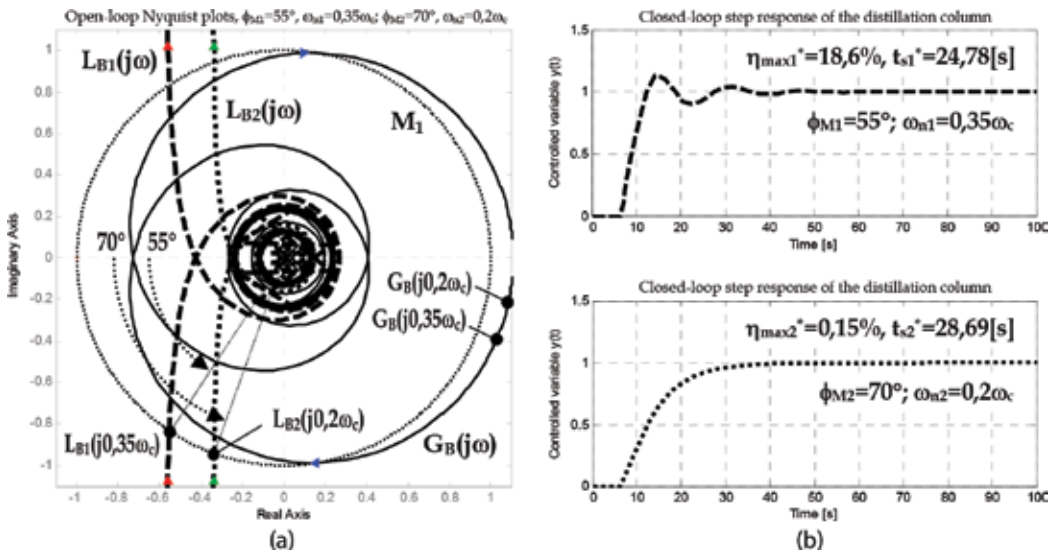 Open-loop Nyquist plots, ϕM1=55°, ωn1=0,35ωc; ϕM2=70°, ωn2=0,2ωc
Imaginary Axis
1
0.8
0.6
0.4
0.2
0
-0.2
-0.4
-0.6
-0.8
-1
LB1(jω)
LB2(jω)
M1
70°
55°
GB(j0,2ωc)
GB(j0,35ωc)
LB1(j0,35ωc)
LB2(j0,2ωc)
GB(jω)
-1 -0.8 -0.6 -0.4 -0.2 0 0.2 0.4 0.6 0.8 1
Real Axis
(a)
Closed-loop step response of the distillation column
Controlled variable y(t)
1.5
1
0.5
0
ηmax1*=18,6%, ts1*=24,78[s]
ϕM1=55°; ωn1=0,35ωc
0 10 20 30 40 50 60 70 80 90 100
Time [s]
Closed-loop step response of the distillation column
Controlled variable y(t)
1.5
1
0.5
0
ηmax2*=0,15%, ts2*=28,69[s]
ϕM2=70°; ωn2=0,2ωc
0 10 20 30 40 50 60 70 80 90 100
Time [s]
(b)